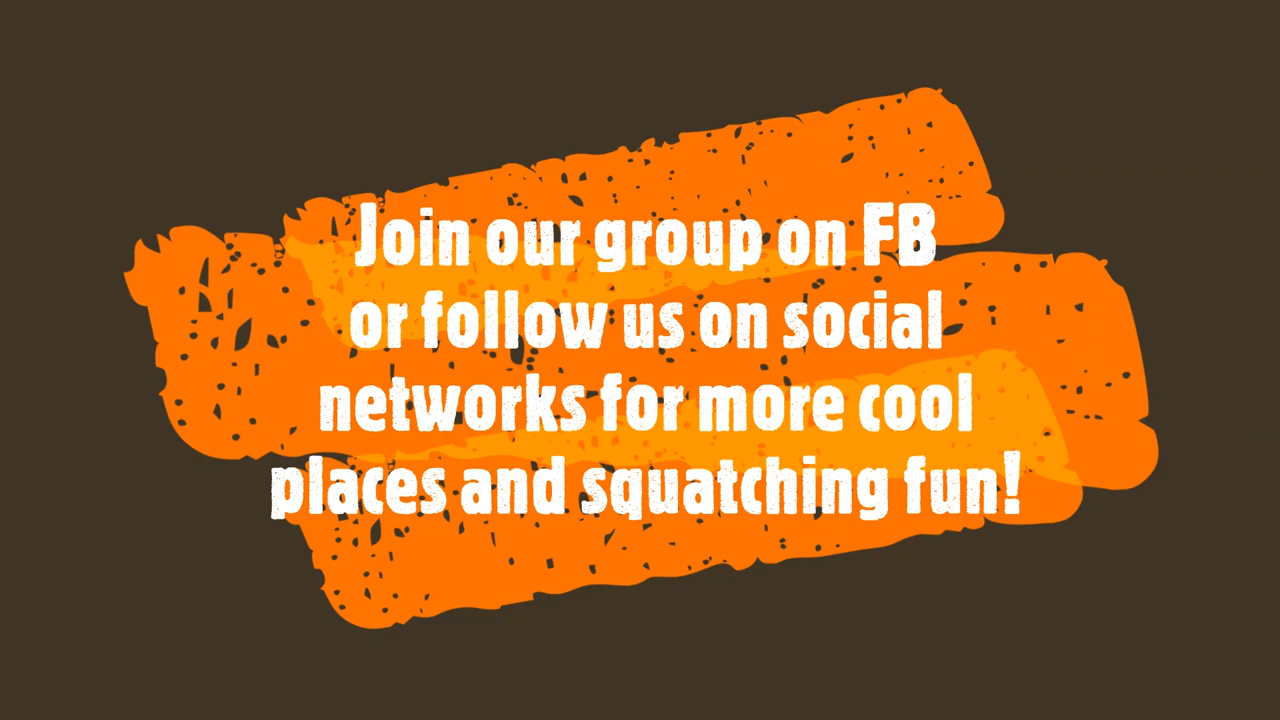 Join our group on FB
or follow us on social
networks for more cool
places and squatching fun!